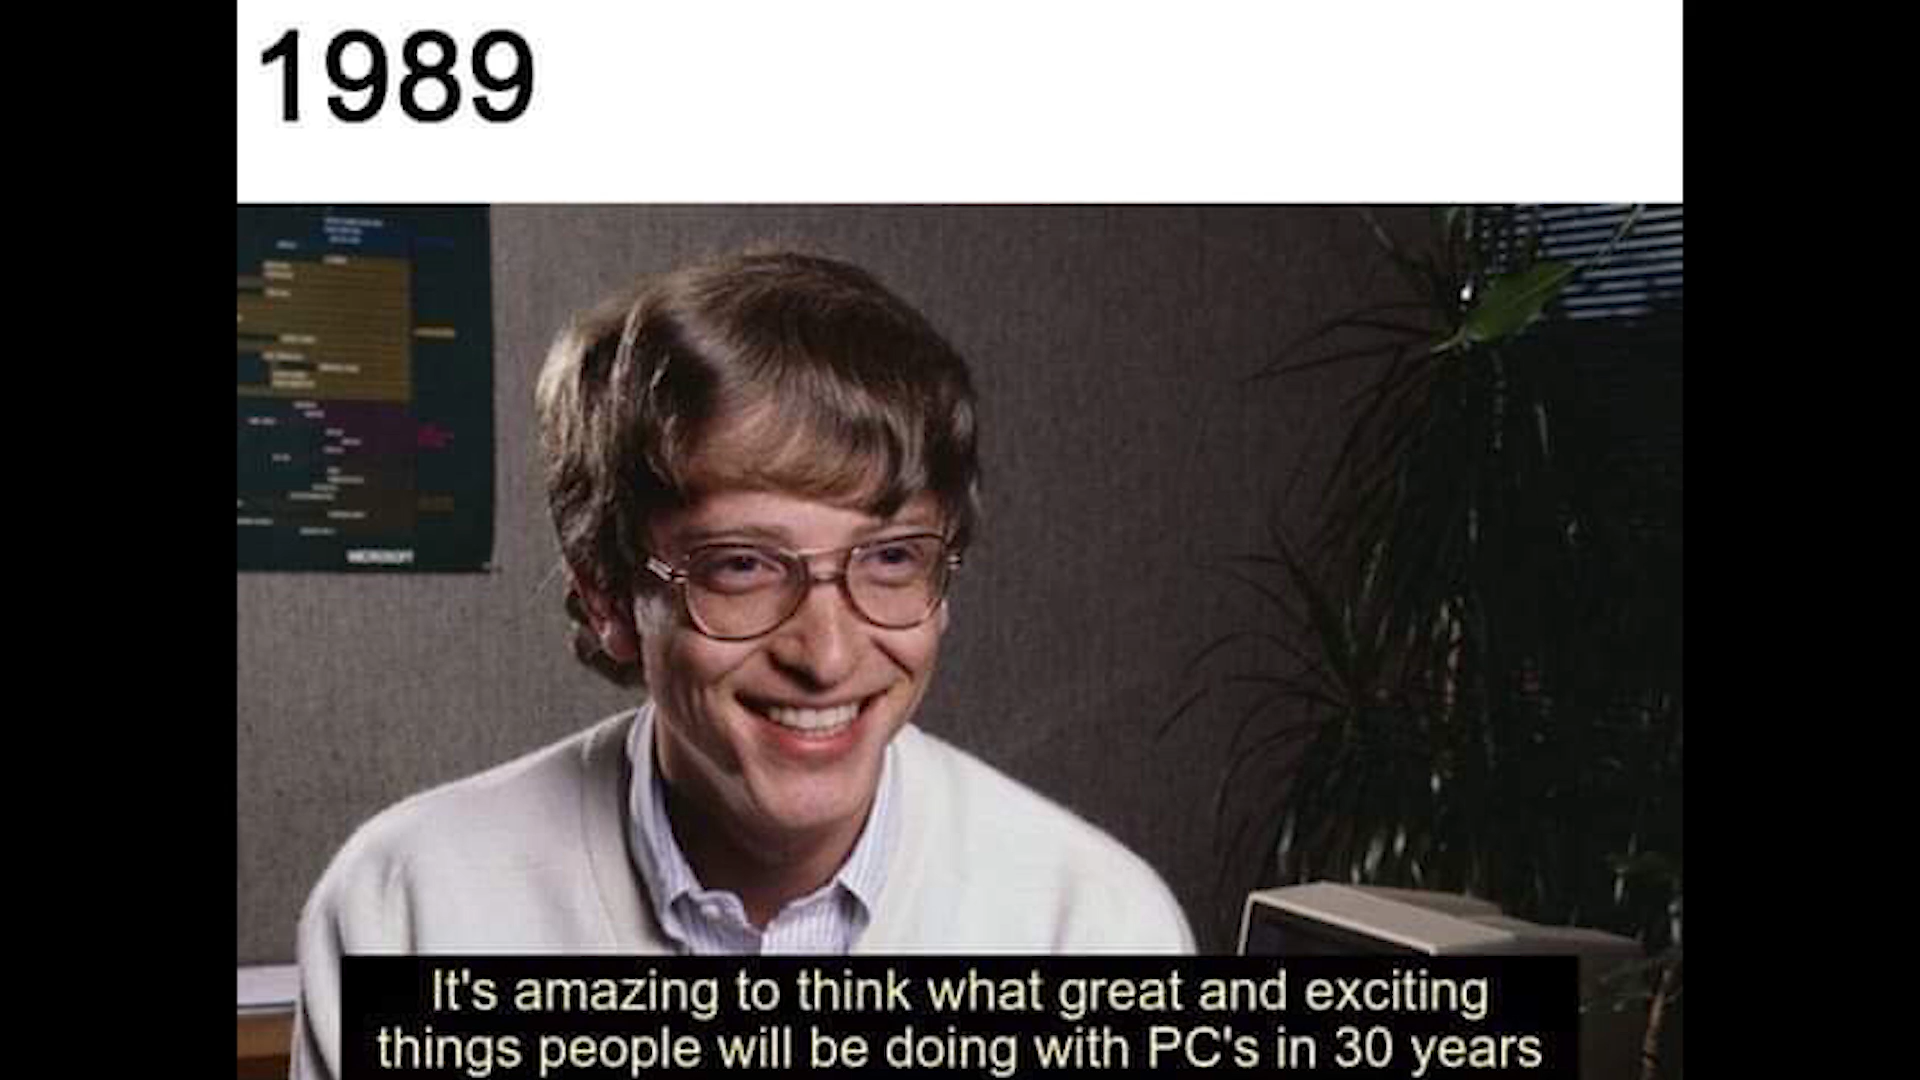 1989
MICROSOFT
It's amazing to think what great and exciting
things people will be doing with PC's in 30 years